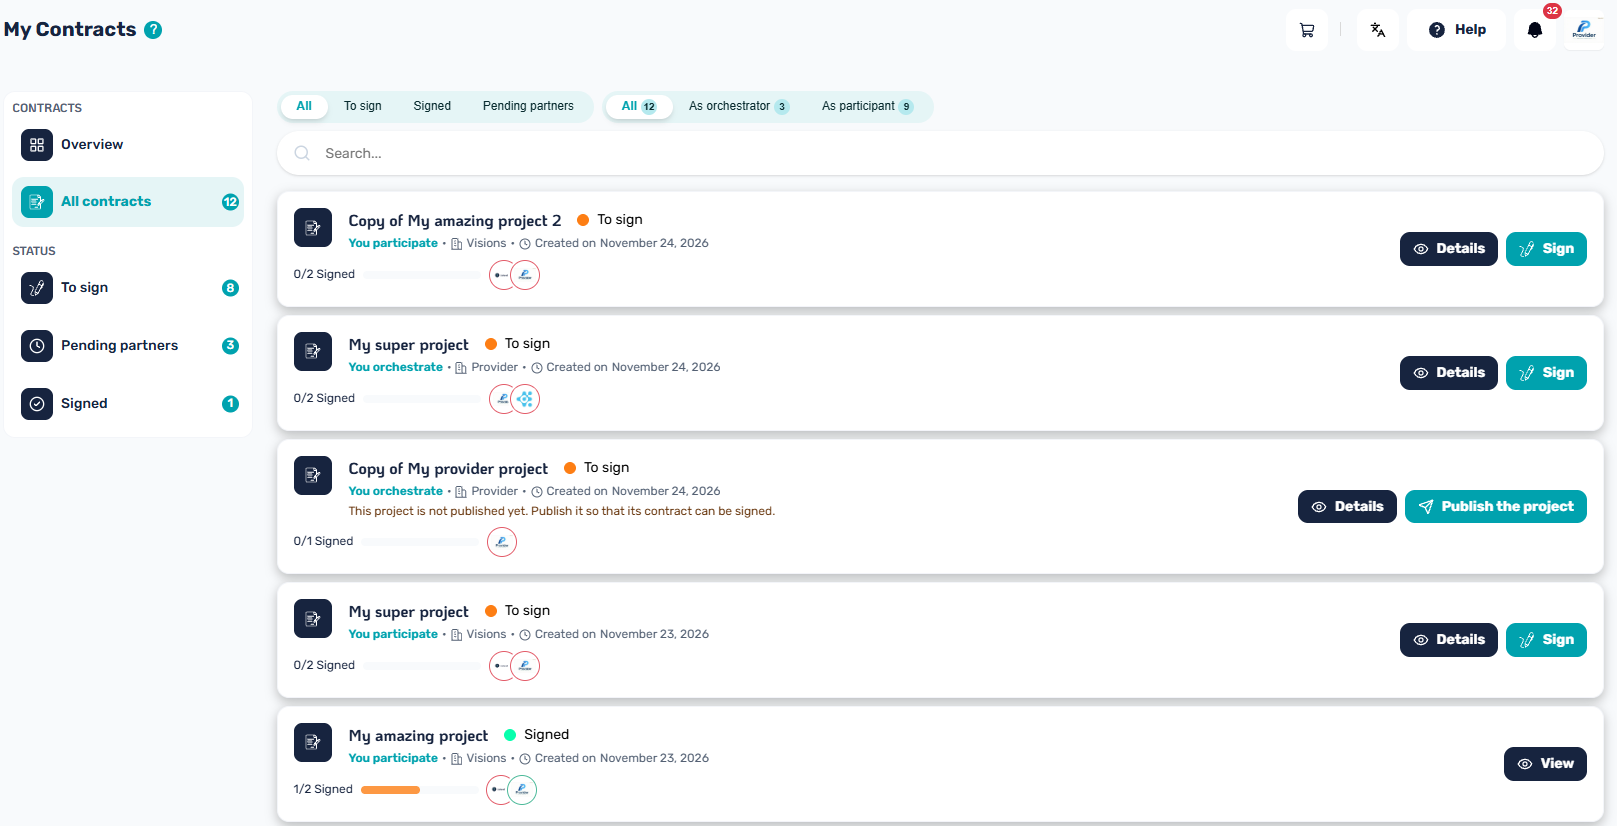 My Contracts ?
Help
32
Provider
CONTRACTS
Overview
All contracts 12
STATUS
To sign 8
Pending partners 3
Signed 1
All To sign Signed Pending partners
All 12 As orchestrator 3 As participant 9
Search...
Copy of My amazing project 2 To sign
You participate • Visions • Created on November 24, 2026
0/2 Signed
Provider
Details Sign
My super project To sign
You orchestrate • Provider • Created on November 24, 2026
0/2 Signed
Details Sign
Copy of My provider project To sign
You orchestrate • Provider • Created on November 24, 2026
This project is not published yet. Publish it so that its contract can be signed.
0/1 Signed
Provider
Details Publish the project
My super project To sign
You participate • Visions • Created on November 23, 2026
0/2 Signed
Provider
Details Sign
My amazing project Signed
You participate • Visions • Created on November 23, 2026
1/2 Signed
Provider
View